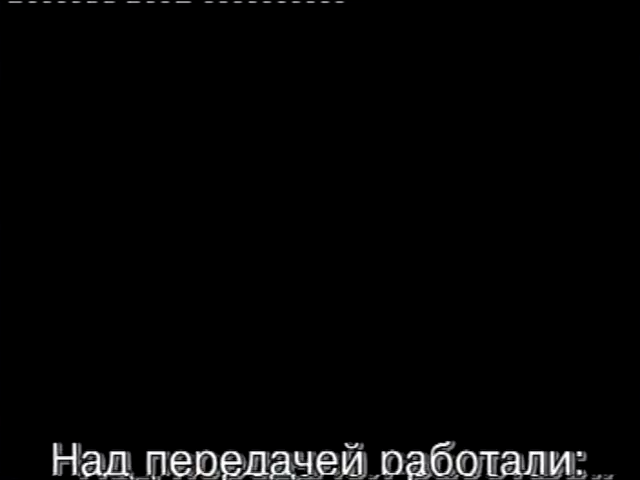 Над передачей работали: